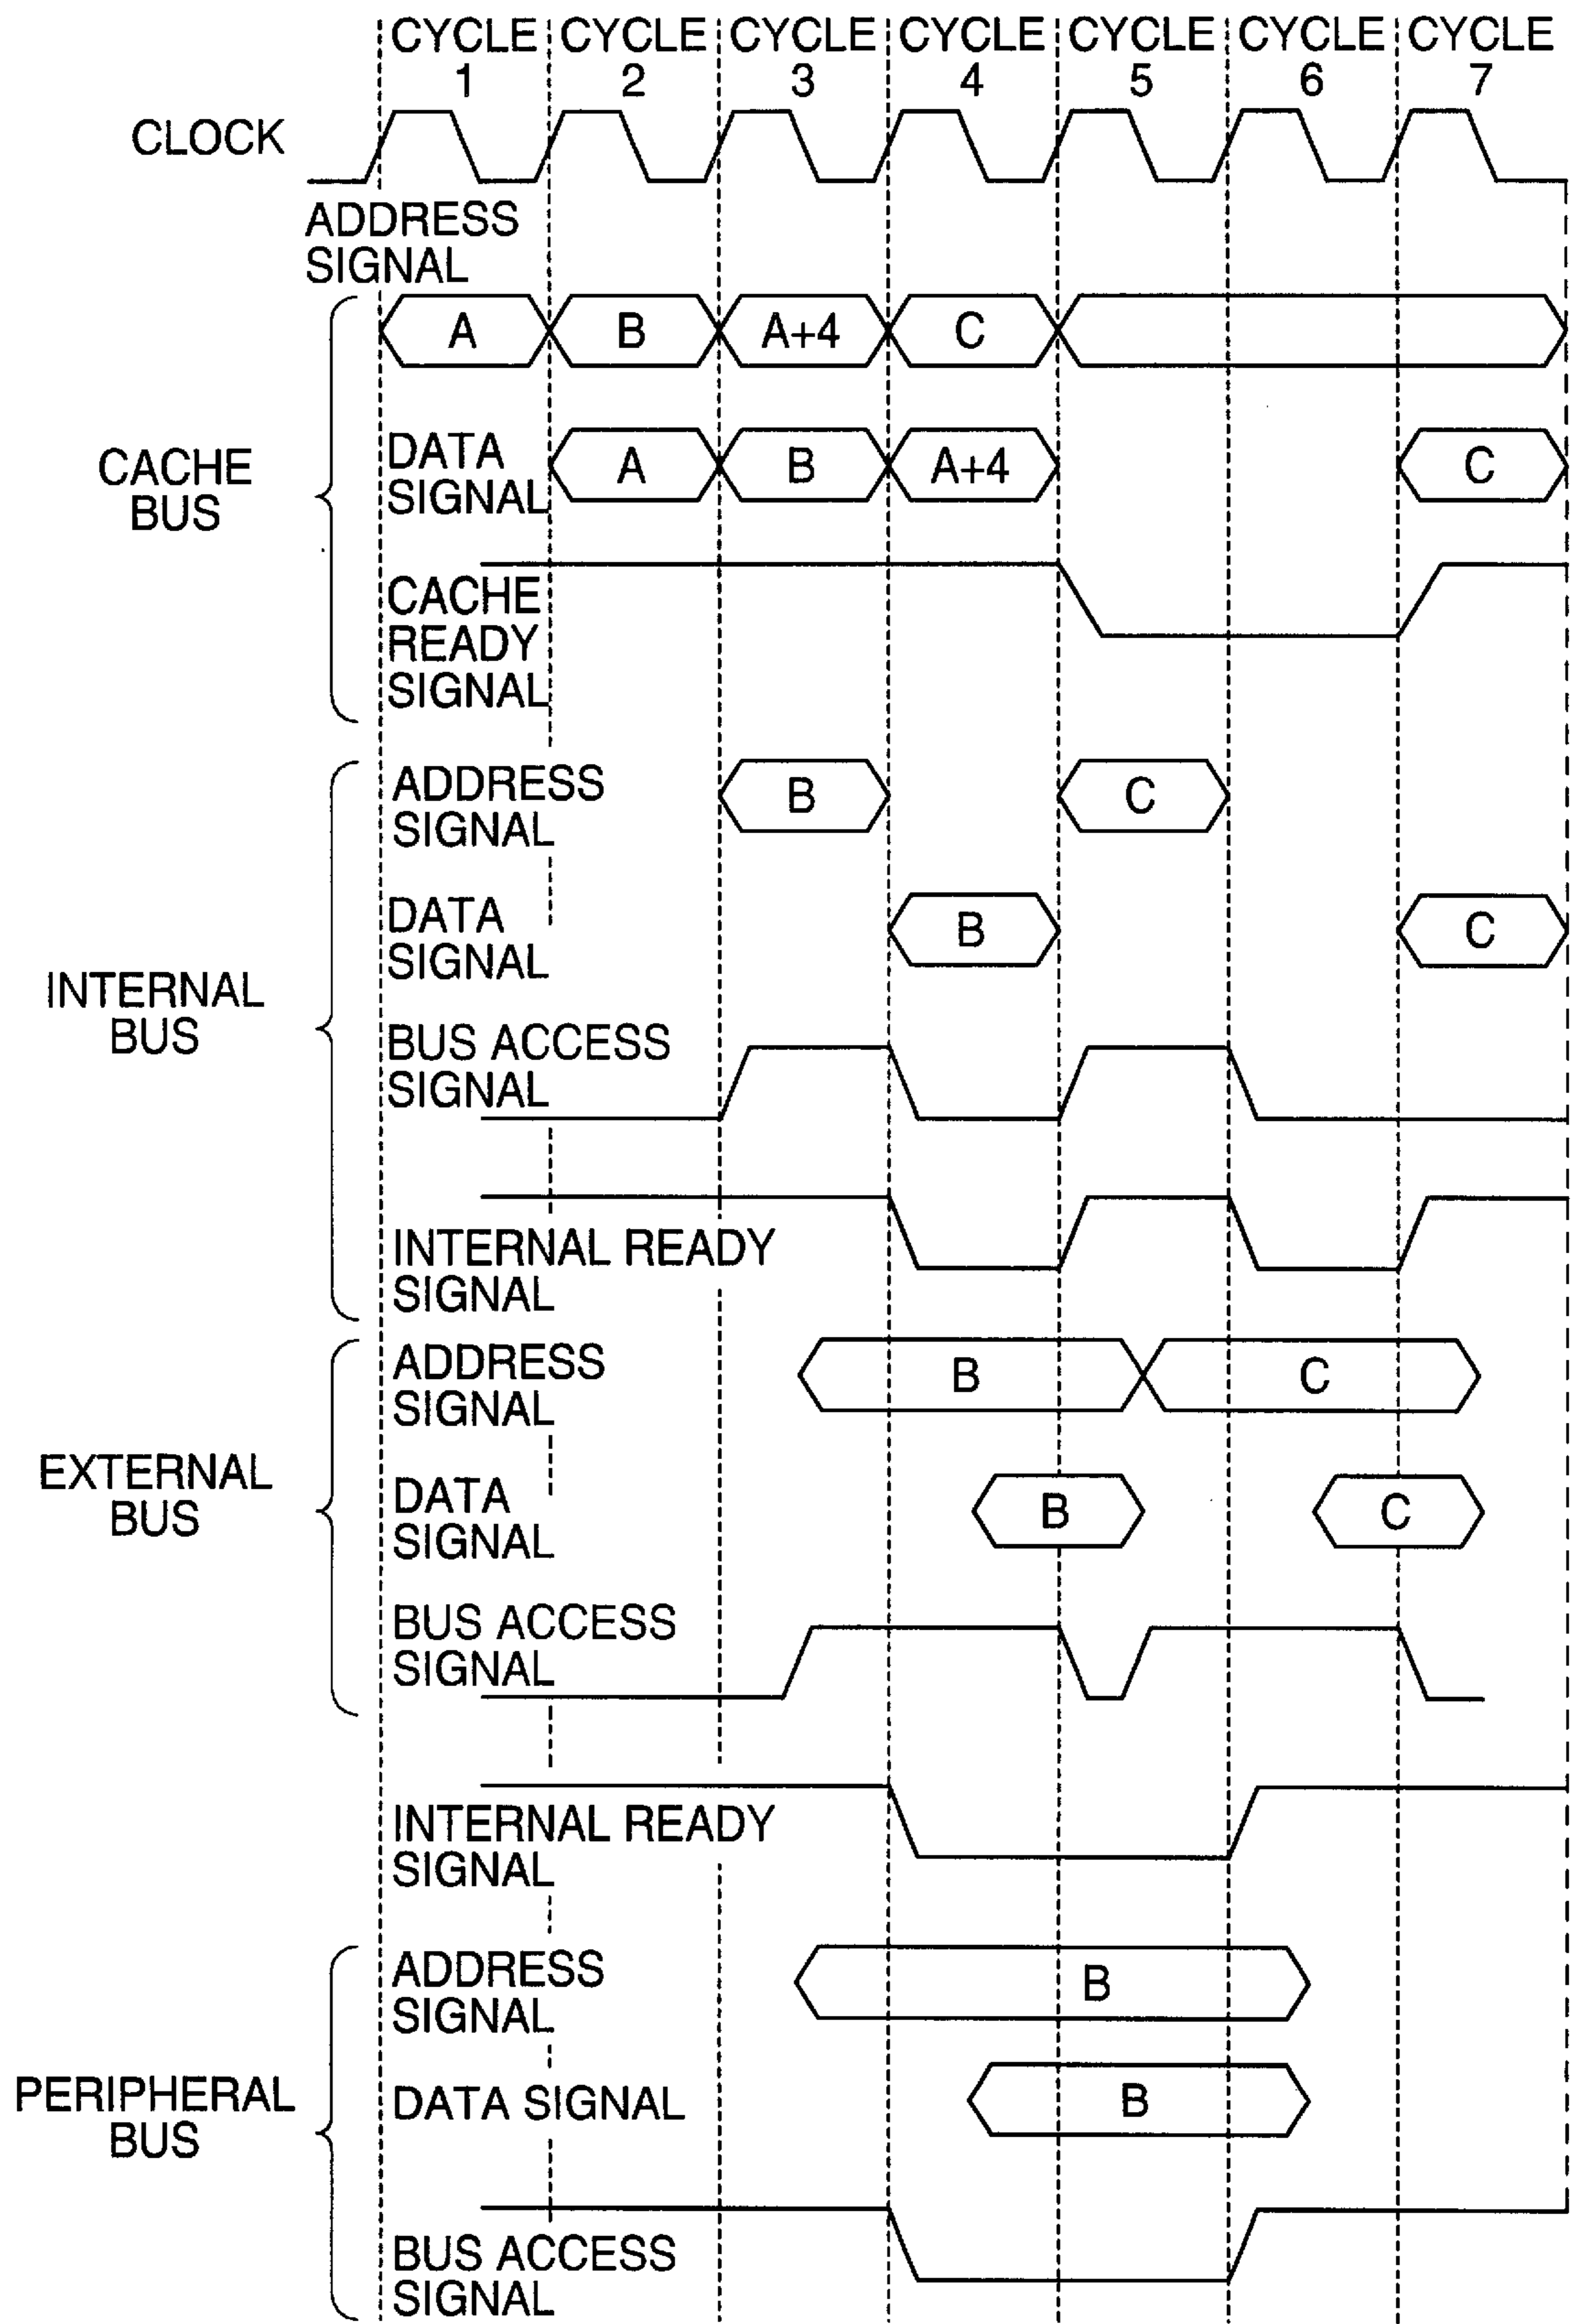 CYCLE CYCLE CYCLE CYCLE CYCLE CYCLE CYCLE
1 2 3 4 5 6 7
CLOCK
ADDRESS
SIGNAL
A B A+4 C
CACHE
BUS
DATA
SIGNAL
A B A+4 C
CACHE
READY
SIGNAL
INTERNAL
BUS
ADDRESS
SIGNAL
B C
DATA
SIGNAL
B C
BUS ACCESS
SIGNAL
INTERNAL READY
SIGNAL
EXTERNAL
BUS
ADDRESS
SIGNAL
B C
DATA
SIGNAL
B C
BUS ACCESS
SIGNAL
INTERNAL READY
SIGNAL
PERIPHERAL
BUS
ADDRESS
SIGNAL
B
DATA SIGNAL
B
BUS ACCESS
SIGNAL